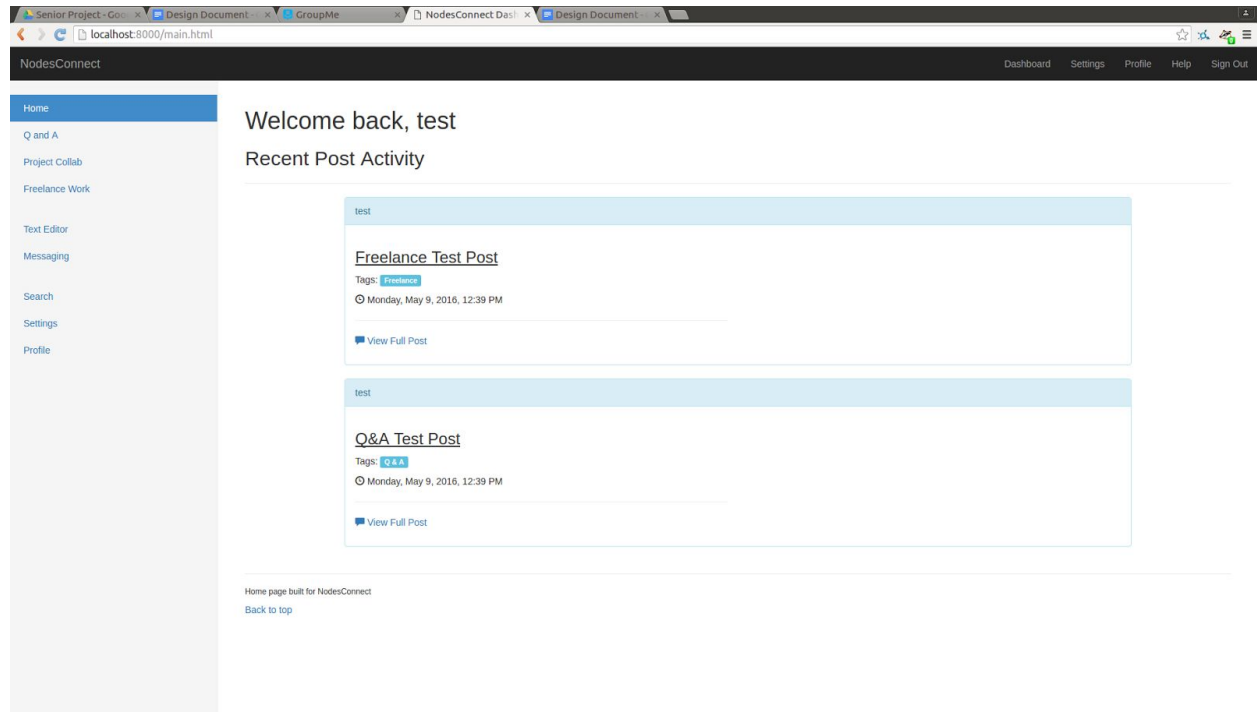 Senior Project - Goo
Design Document -
GroupMe
NodesConnect Das
Design Document -
localhost:8000/main.html
NodesConnect
Dashboard
Settings
Profile
Help
Sign Out
Home
Q and A
Project Collab
Freelance Work
Text Editor
Messaging
Search
Settings
Profile
Welcome back, test
Recent Post Activity
test
Freelance Test Post
Tags: Freelance
Monday, May 9, 2016, 12:39 PM
View Full Post
test
Q&A Test Post
Tags: Q & A
Monday, May 9, 2016, 12:39 PM
View Full Post
Home page built for NodesConnect
Back to top